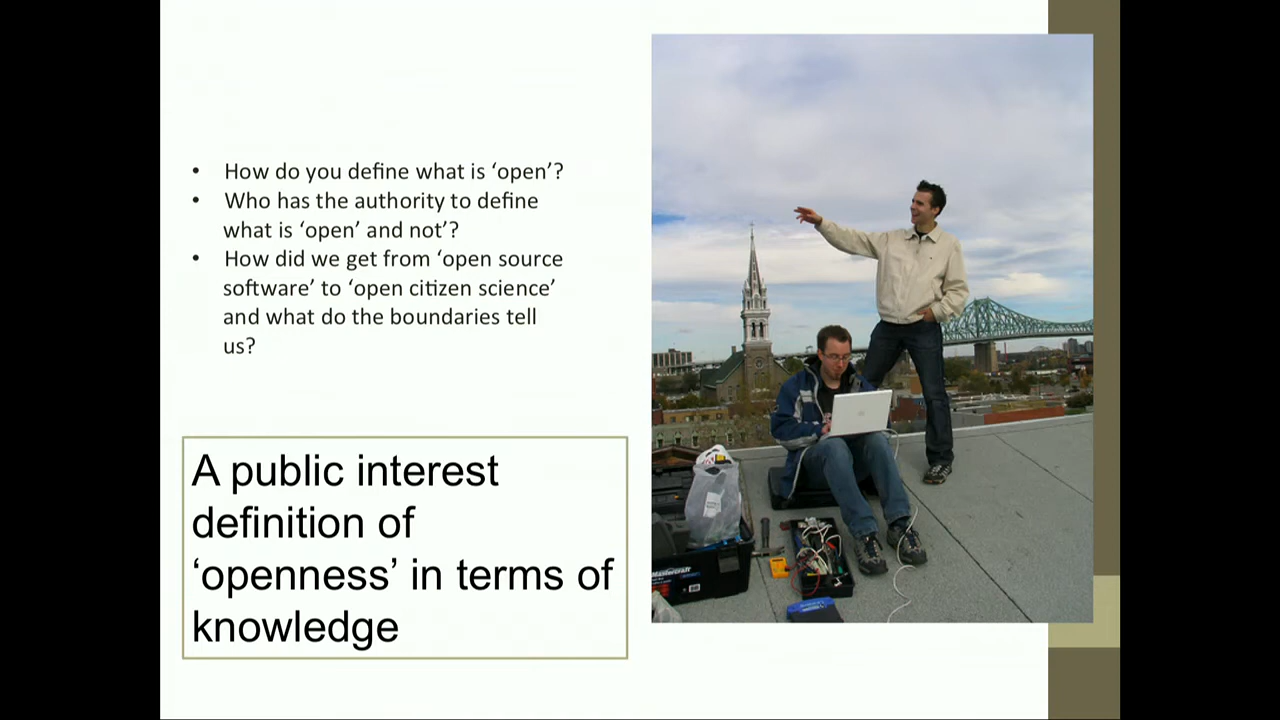 • How do you define what is ‘open’?
• Who has the authority to define
what is ‘open’ and not’?
• How did we get from ‘open source
software’ to ‘open citizen science’
and what do the boundaries tell
us?
A public interest
definition of
‘openness’ in terms of
knowledge
Mastercraft